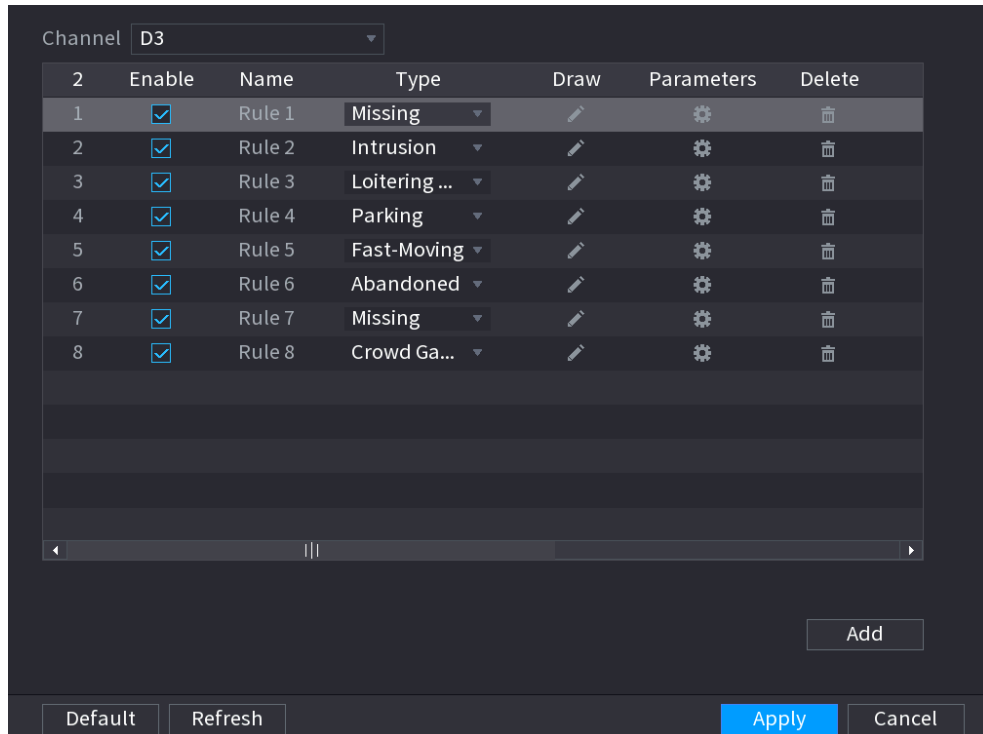 Channel D3
2 Enable Name Type Draw Parameters Delete
1 Rule 1 Missing
2 Rule 2 Intrusion
3 Rule 3 Loitering ...
4 Rule 4 Parking
5 Rule 5 Fast-Moving
6 Rule 6 Abandoned
7 Rule 7 Missing
8 Rule 8 Crowd Ga...
Add
Default Refresh Apply Cancel